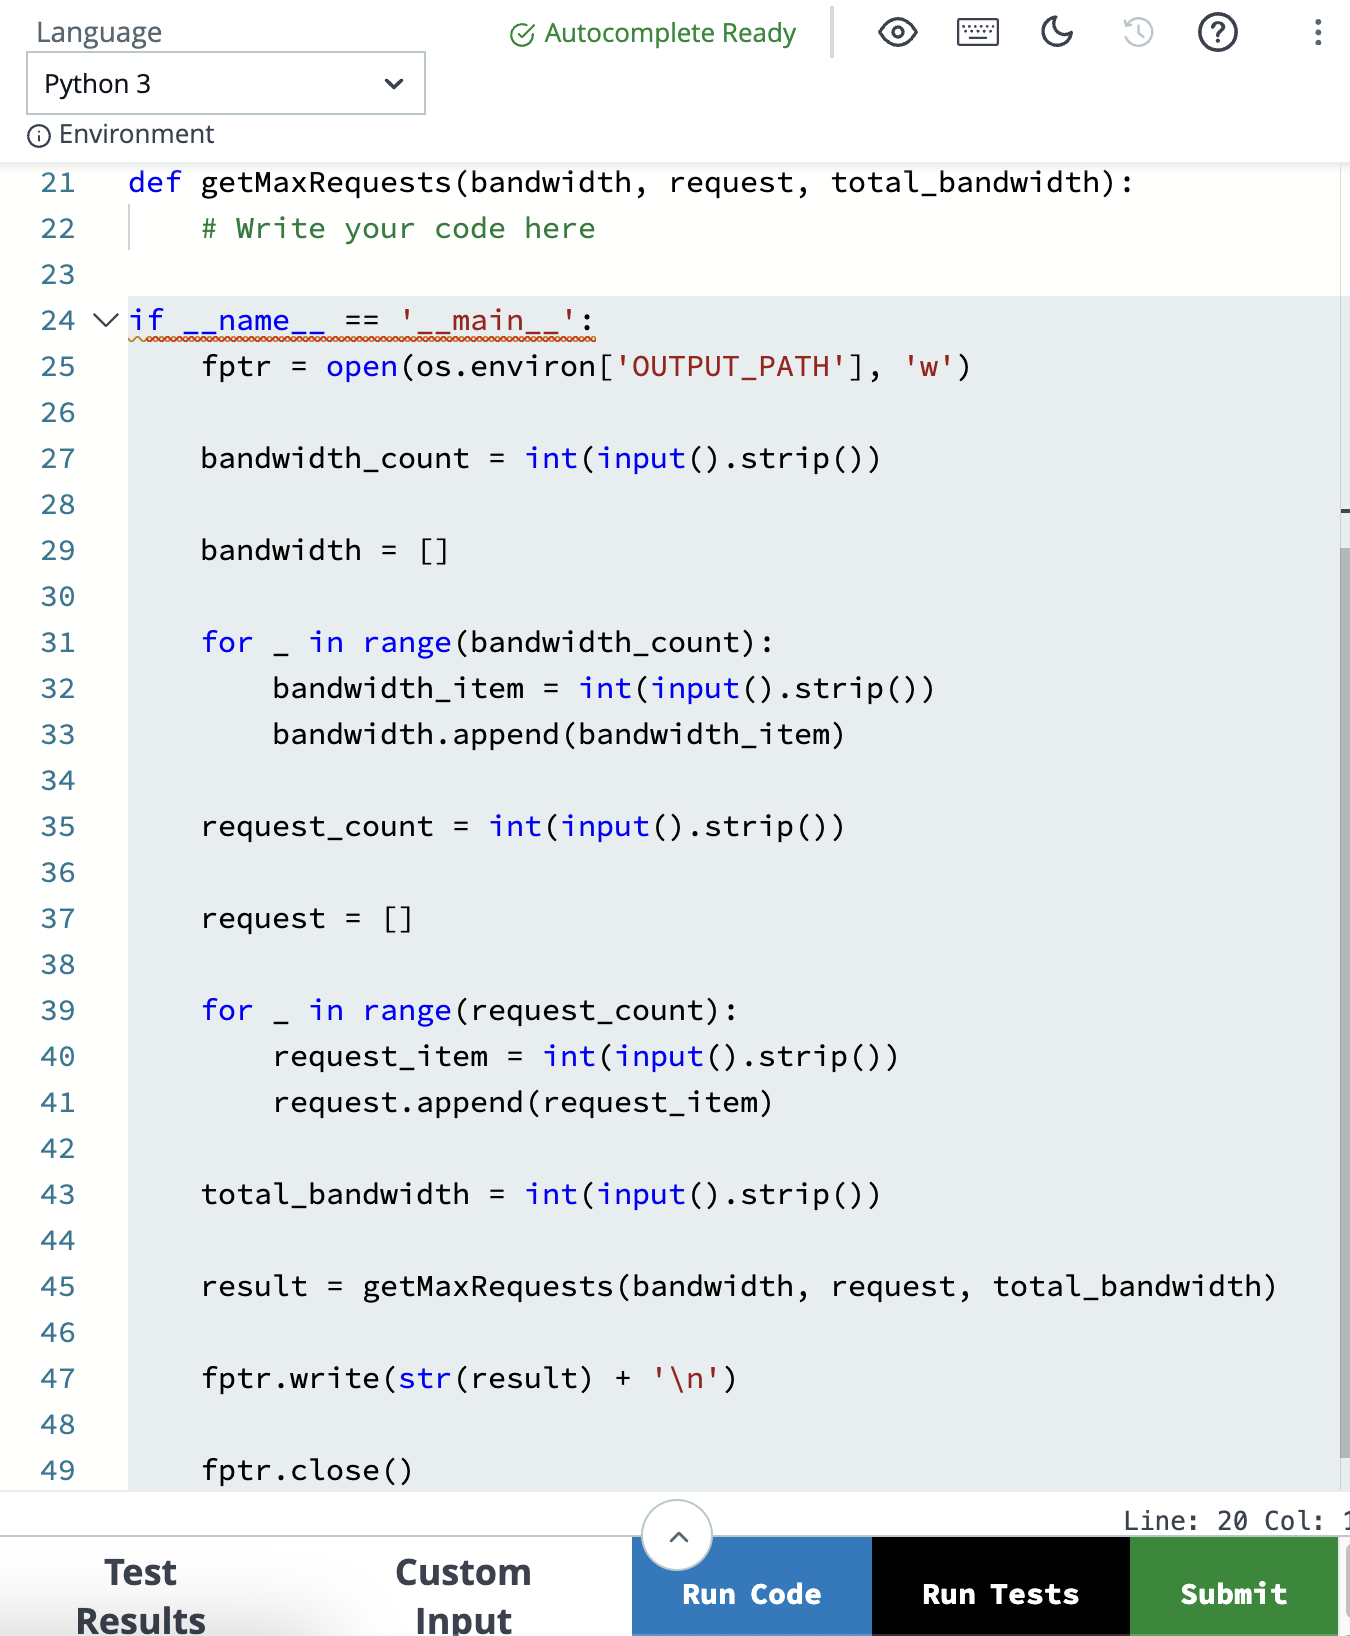 Language
Autocomplete Ready
Python 3
Environment
21 def getMaxRequests(bandwidth, request, total_bandwidth):
22     # Write your code here
23
24 if __name__ == '__main__':
25     fptr = open(os.environ['OUTPUT_PATH'], 'w')
26
27     bandwidth_count = int(input().strip())
28
29     bandwidth = []
30
31     for _ in range(bandwidth_count):
32         bandwidth_item = int(input().strip())
33         bandwidth.append(bandwidth_item)
34
35     request_count = int(input().strip())
36
37     request = []
38
39     for _ in range(request_count):
40         request_item = int(input().strip())
41         request.append(request_item)
42
43     total_bandwidth = int(input().strip())
44
45     result = getMaxRequests(bandwidth, request, total_bandwidth)
46
47     fptr.write(str(result) + '\n')
48
49     fptr.close()
Line: 20 Col: 1
Test Results
Custom Input
Run Code
Run Tests
Submit